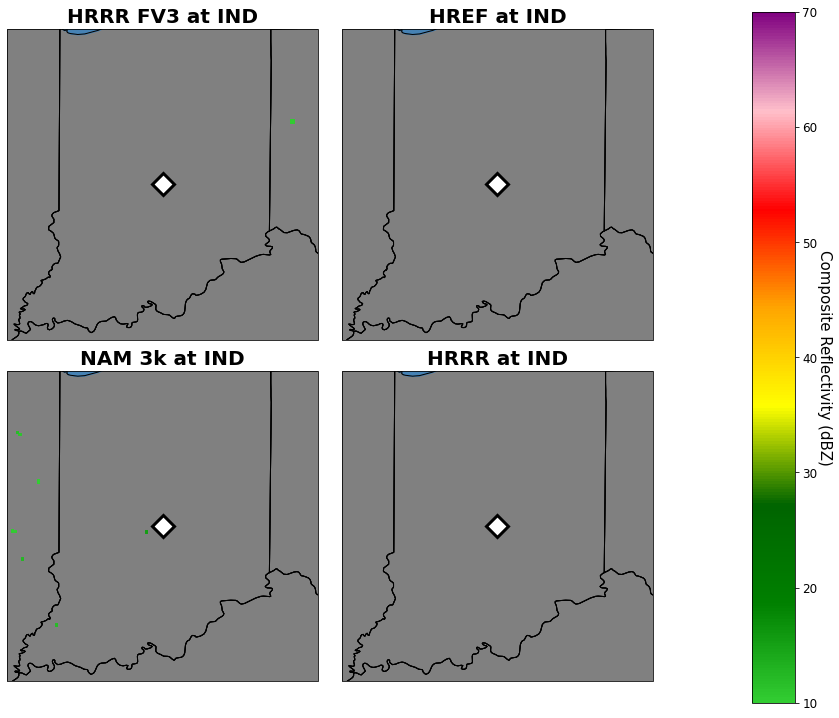 HRRR FV3 at IND
HREF at IND
NAM 3k at IND
HRRR at IND
70
60
50
40
30
20
10
Composite Reflectivity (dBZ)